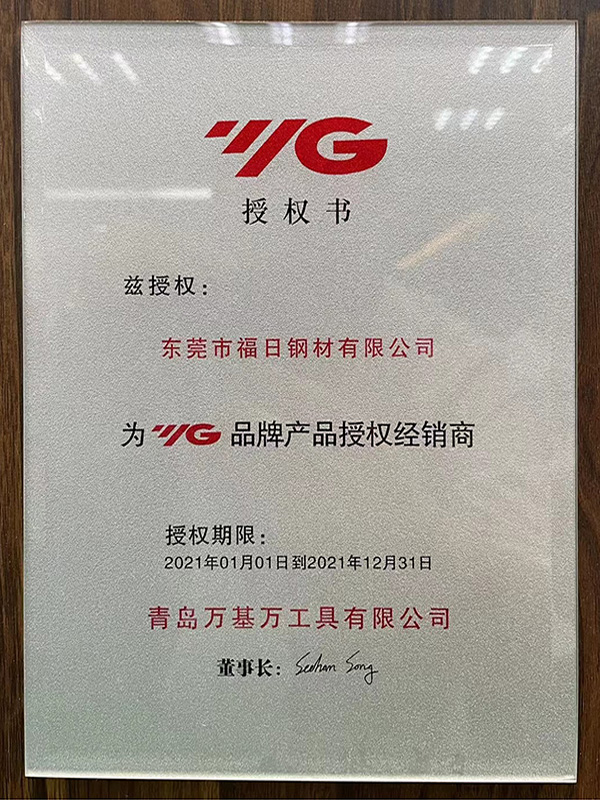 YG
授权书
兹授权：
东莞市福日钢材有限公司
为YG品牌产品授权经销商
授权期限：
2021年01月01日到2021年12月31日
青岛万基万工具有限公司
董事长：Seohan Song